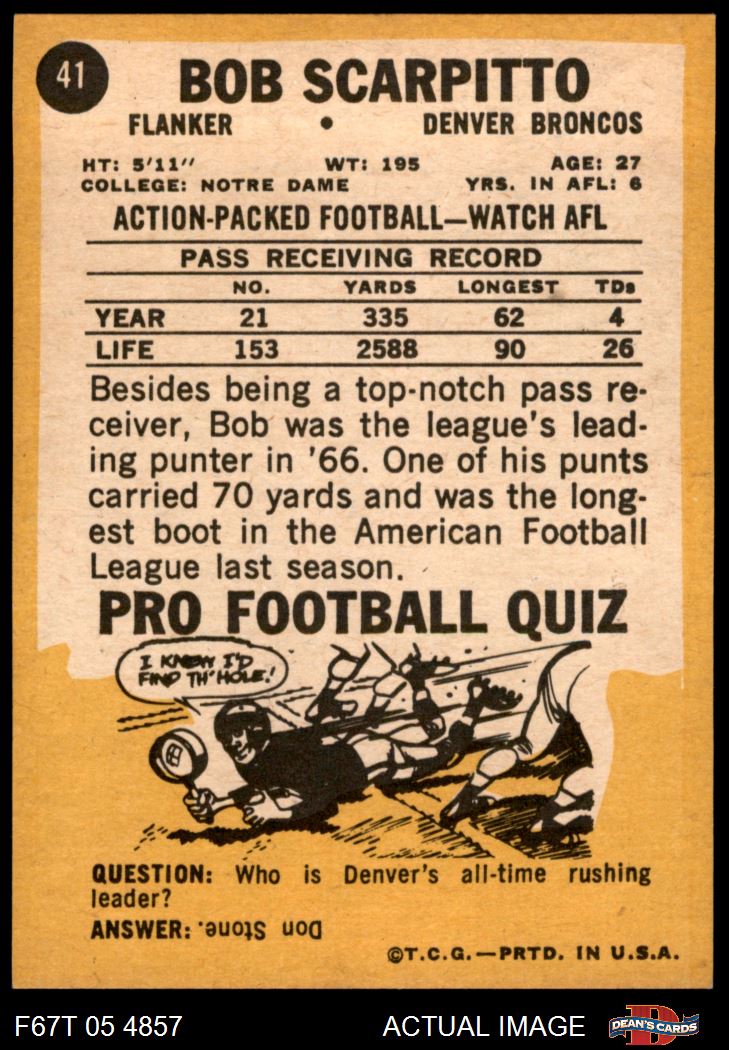 41
BOB SCARPITTO
FLANKER • DENVER BRONCOS
HT: 5'11" WT: 195 AGE: 27
COLLEGE: NOTRE DAME YRS. IN AFL: 6
ACTION-PACKED FOOTBALL—WATCH AFL
PASS RECEIVING RECORD
NO. YARDS LONGEST TDs
YEAR 21 335 62 4
LIFE 153 2588 90 26
Besides being a top-notch pass re-
ceiver, Bob was the league's lead-
ing punter in '66. One of his punts
carried 70 yards and was the long-
est boot in the American Football
League last season.
PRO FOOTBALL QUIZ
I KNOW I'D
FIND TH' HOLE!
QUESTION: Who is Denver's all-time rushing
leader?
ANSWER: Don Stone.
©T.C.G.—PRTD. IN U.S.A.
F67T 05 4857 ACTUAL IMAGE D DEAN'S CARDS